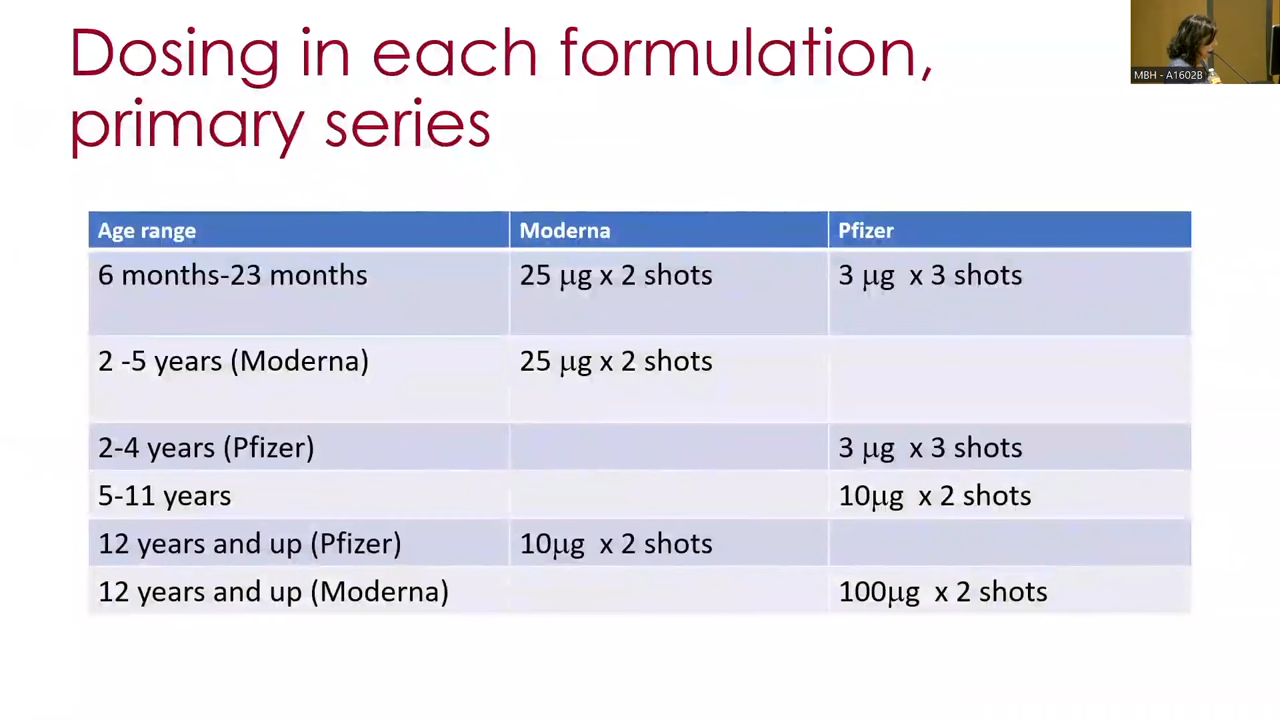 Dosing in each formulation,
primary series
MBH - A1602B
Age range Moderna Pfizer
6 months-23 months 25 μg x 2 shots 3 μg x 3 shots
2 -5 years (Moderna) 25 μg x 2 shots
2-4 years (Pfizer) 3 μg x 3 shots
5-11 years 10μg x 2 shots
12 years and up (Pfizer) 10μg x 2 shots
12 years and up (Moderna) 100μg x 2 shots